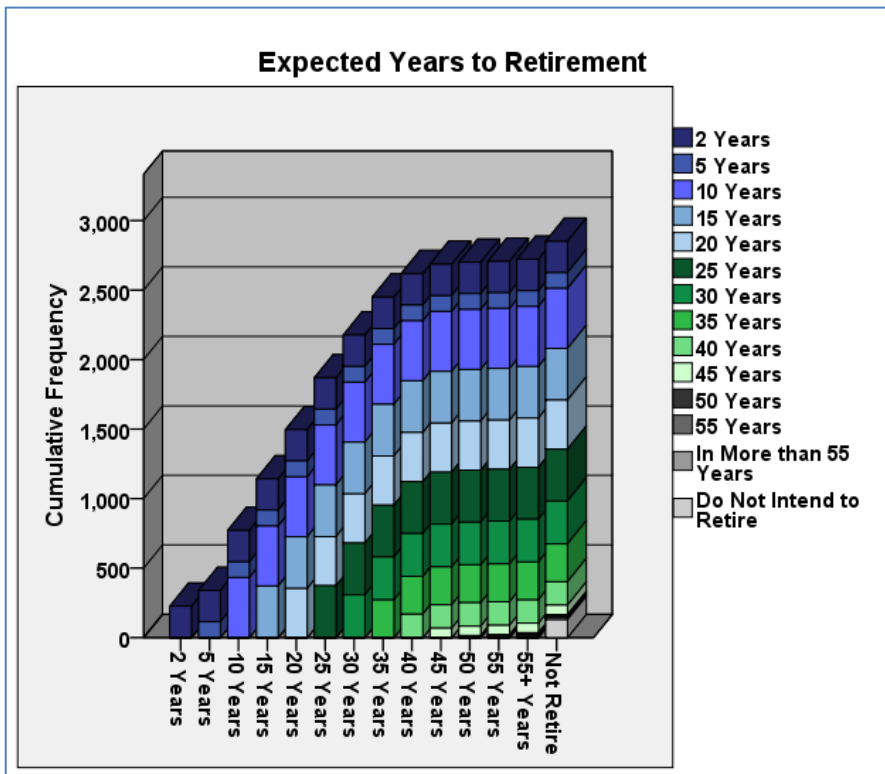 Expected Years to Retirement
Cumulative Frequency
3,000
2,500
2,000
1,500
1,000
500
0
2 Years
5 Years
10 Years
15 Years
20 Years
25 Years
30 Years
35 Years
40 Years
45 Years
50 Years
55 Years
55+ Years
Not Retire
2 Years
5 Years
10 Years
15 Years
20 Years
25 Years
30 Years
35 Years
40 Years
45 Years
50 Years
55 Years
In More than 55
Years
Do Not Intend to
Retire